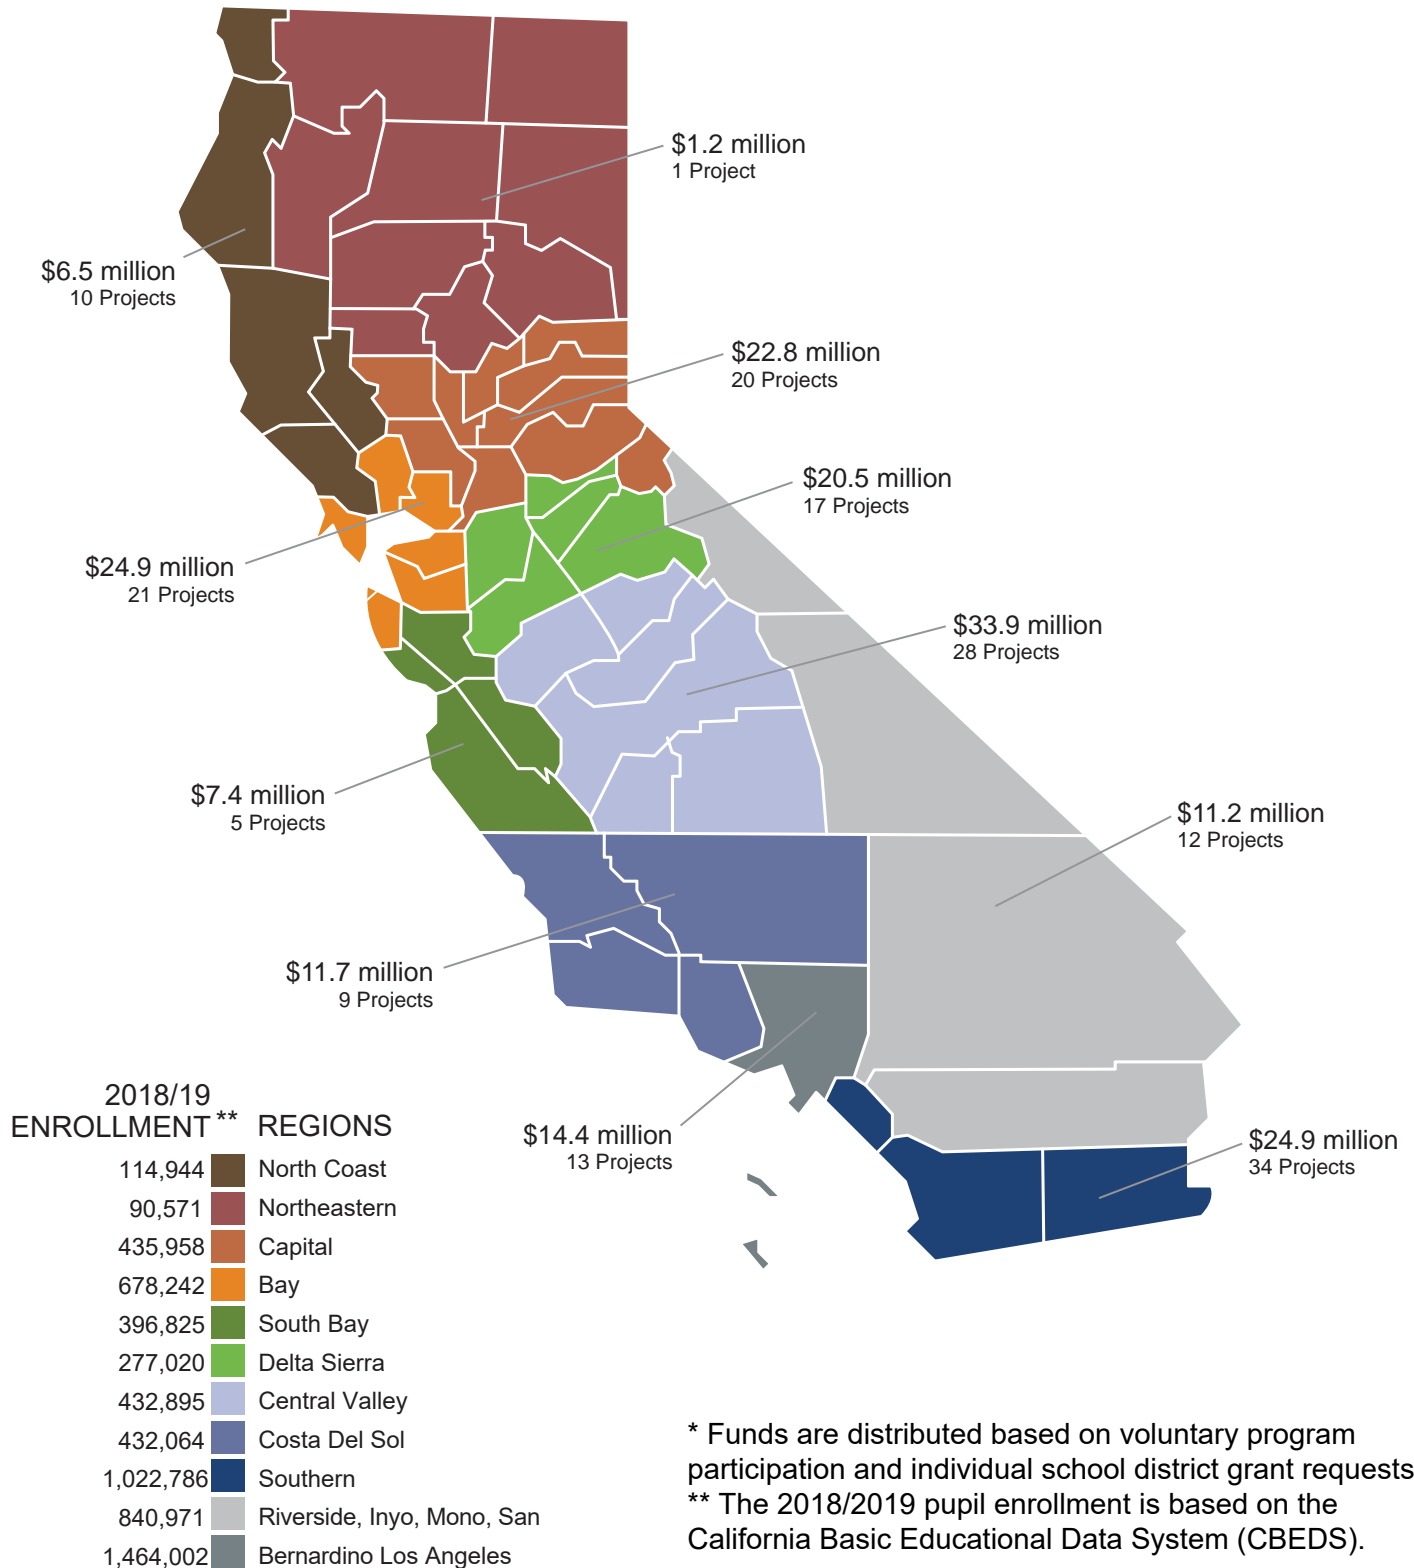 $1.2 million
1 Project
$6.5 million
10 Projects
$22.8 million
20 Projects
$20.5 million
17 Projects
$24.9 million
21 Projects
$33.9 million
28 Projects
$7.4 million
5 Projects
$11.2 million
12 Projects
$11.7 million
9 Projects
$14.4 million
13 Projects
$24.9 million
34 Projects
2018/19
ENROLLMENT ** REGIONS
114,944 North Coast
90,571 Northeastern
435,958 Capital
678,242 Bay
396,825 South Bay
277,020 Delta Sierra
432,895 Central Valley
432,064 Costa Del Sol
1,022,786 Southern
840,971 Riverside, Inyo, Mono, San
1,464,002 Bernardino Los Angeles
* Funds are distributed based on voluntary program
participation and individual school district grant requests
** The 2018/2019 pupil enrollment is based on the
California Basic Educational Data System (CBEDS).